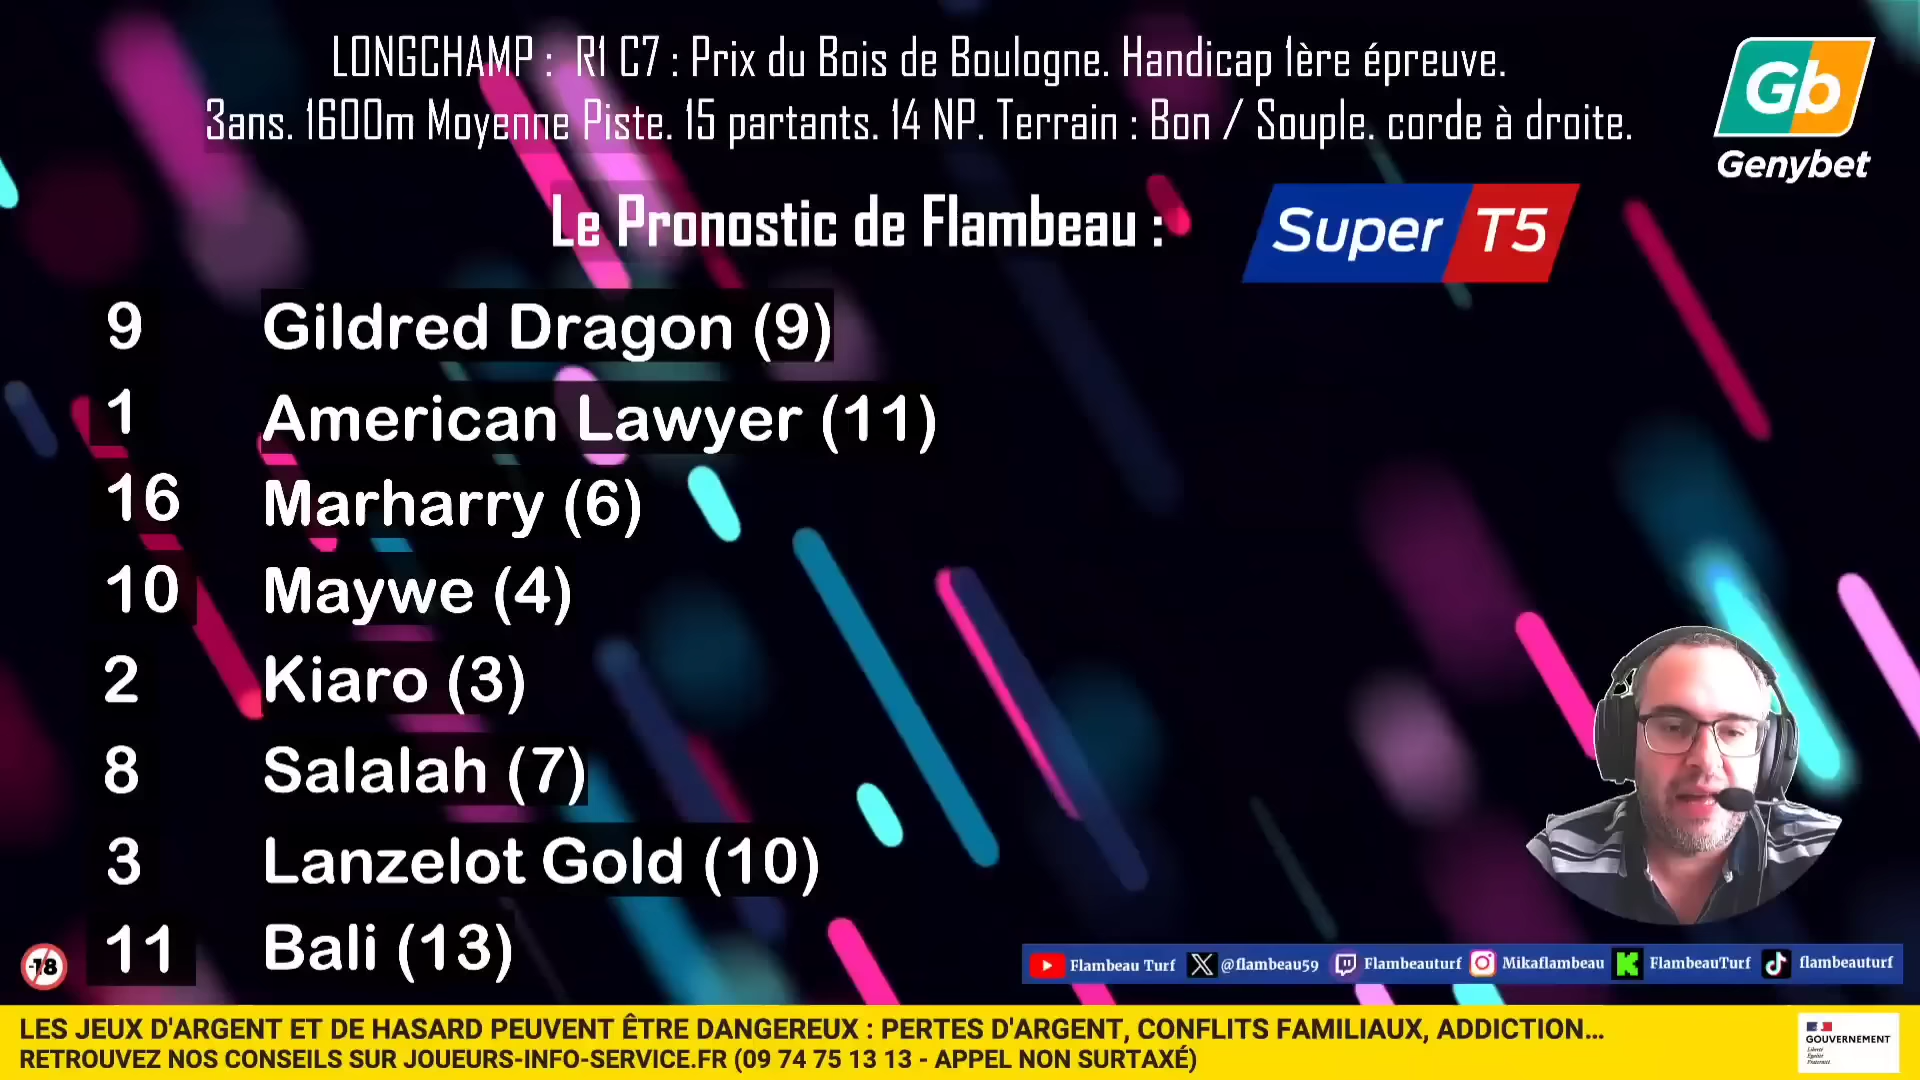 LONGCHAMP : R1 C7 : Prix du Bois de Boulogne. Handicap 1ère épreuve.
3ans. 1600m Moyenne Piste. 15 partants. 14 NP. Terrain : Bon / Souple. corde à droite.
Gb
Genybet
Le Pronostic de Flambeau :
Super T5
9 Gildred Dragon (9)
1 American Lawyer (11)
16 Marharry (6)
10 Maywe (4)
2 Kiaro (3)
8 Salalah (7)
3 Lanzelot Gold (10)
11 Bali (13)
-18
Flambeau Turf @flambeau59 Flambeauturf Mikaflambeau FlambeauTurf flambeauturf
LES JEUX D'ARGENT ET DE HASARD PEUVENT ÊTRE DANGEREUX : PERTES D'ARGENT, CONFLITS FAMILIAUX, ADDICTION...
RETROUVEZ NOS CONSEILS SUR JOUEURS-INFO-SERVICE.FR (09 74 75 13 13 - APPEL NON SURTAXÉ)
GOUVERNEMENT
Liberté
Égalité
Fraternité